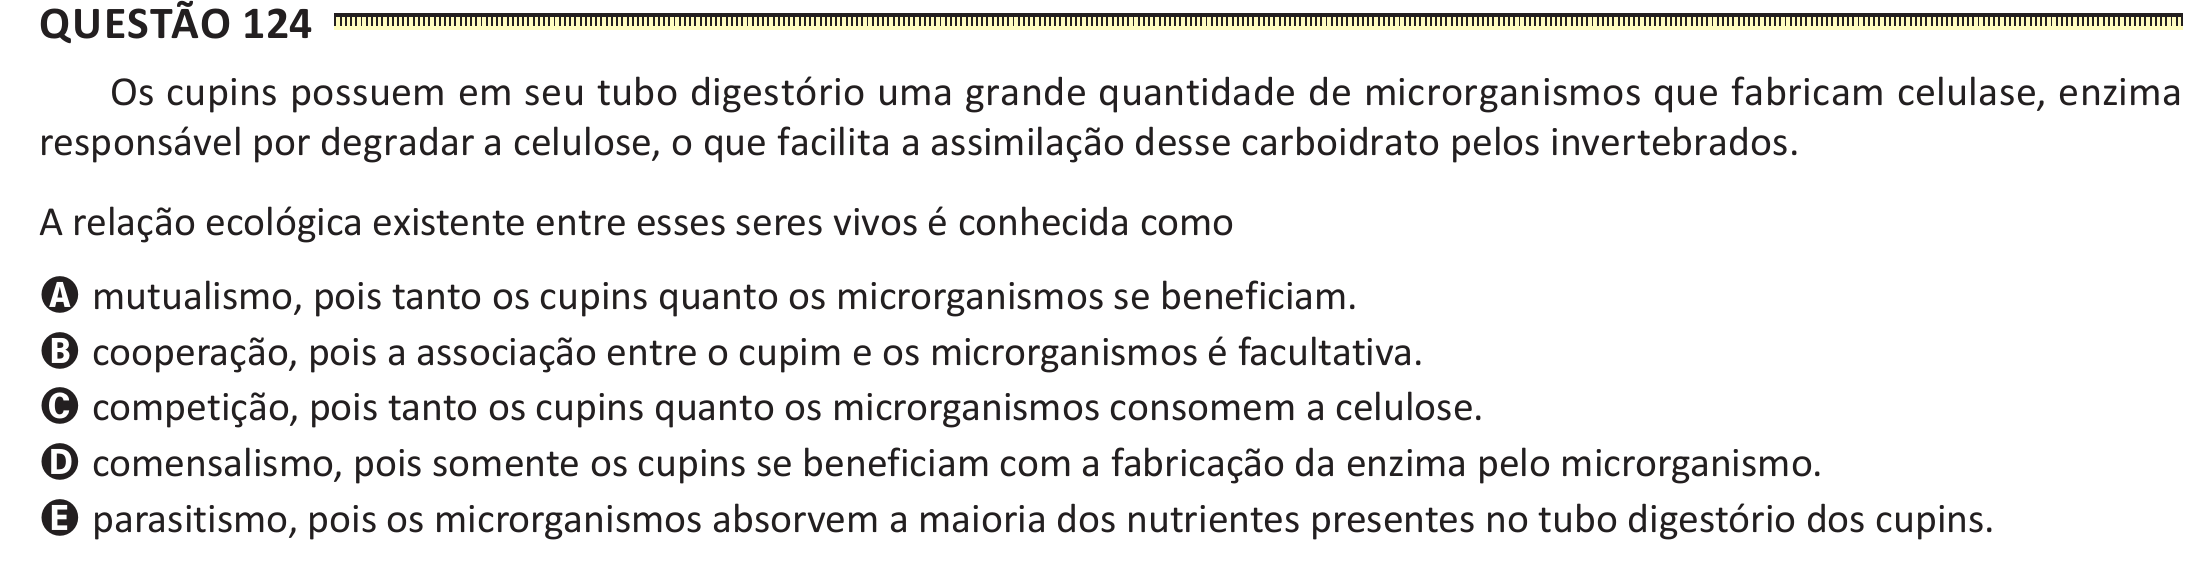 QUESTÃO 124
Os cupins possuem em seu tubo digestório uma grande quantidade de microrganismos que fabricam celulase, enzima
responsável por degradar a celulose, o que facilita a assimilação desse carboidrato pelos invertebrados.
A relação ecológica existente entre esses seres vivos é conhecida como
A mutualismo, pois tanto os cupins quanto os microrganismos se beneficiam.
B cooperação, pois a associação entre o cupim e os microrganismos é facultativa.
C competição, pois tanto os cupins quanto os microrganismos consomem a celulose.
D comensalismo, pois somente os cupins se beneficiam com a fabricação da enzima pelo microrganismo.
E parasitismo, pois os microrganismos absorvem a maioria dos nutrientes presentes no tubo digestório dos cupins.